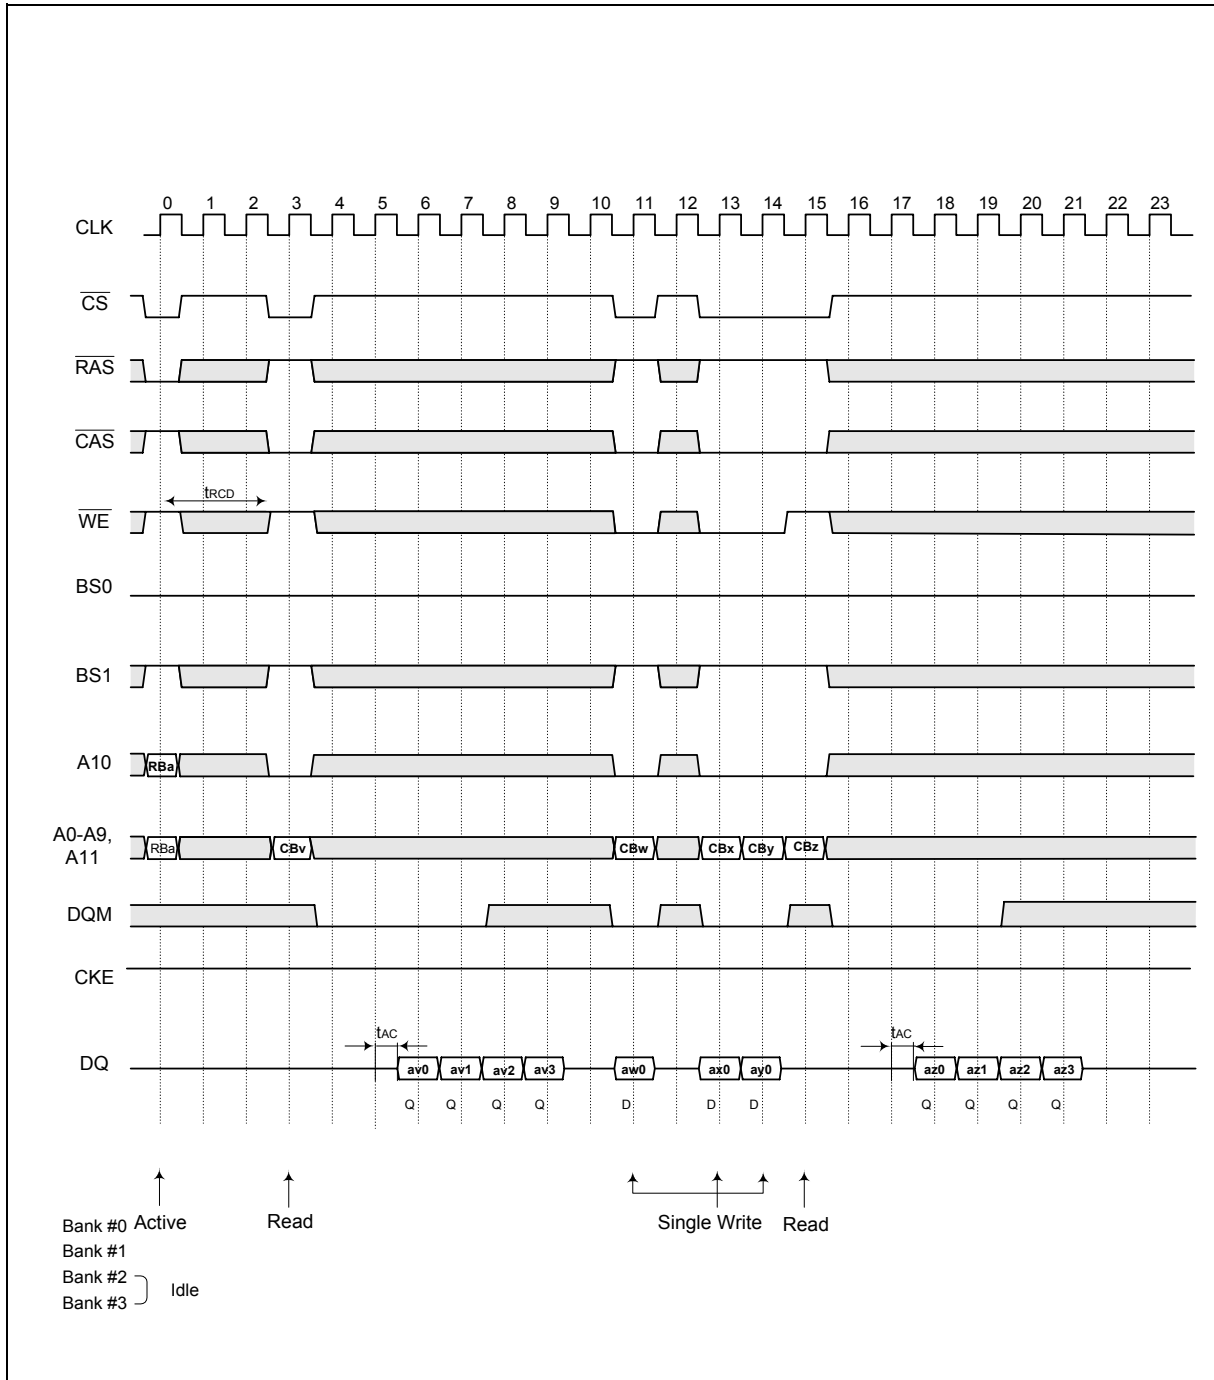 0 1 2 3 4 5 6 7 8 9 10 11 12 13 14 15 16 17 18 19 20 21 22 23
CLK
CS
RAS
CAS
tRCD
WE
BS0
BS1
A10 RBa
A0-A9, A11 RBa CBv CBw CBx CBy CBz
DQM
CKE
tAC tAC
DQ av0 av1 av2 av3 aw0 ax0 ay0 az0 az1 az2 az3
Q Q Q Q D D D Q Q Q Q
Bank #0 Active Read Single Write Read
Bank #1
Bank #2
Idle
Bank #3